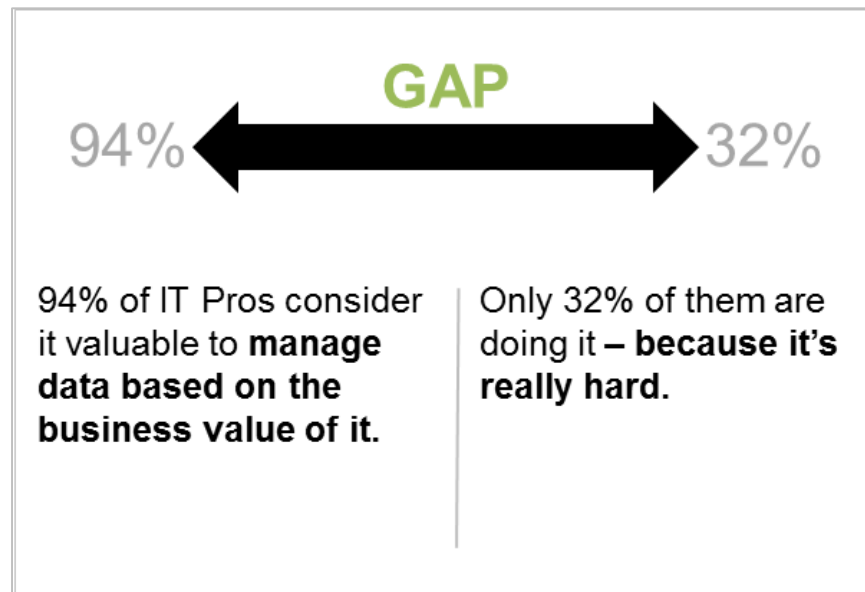 GAP
94%
32%
94% of IT Pros consider
it valuable to manage
data based on the
business value of it.
Only 32% of them are
doing it – because it’s
really hard.